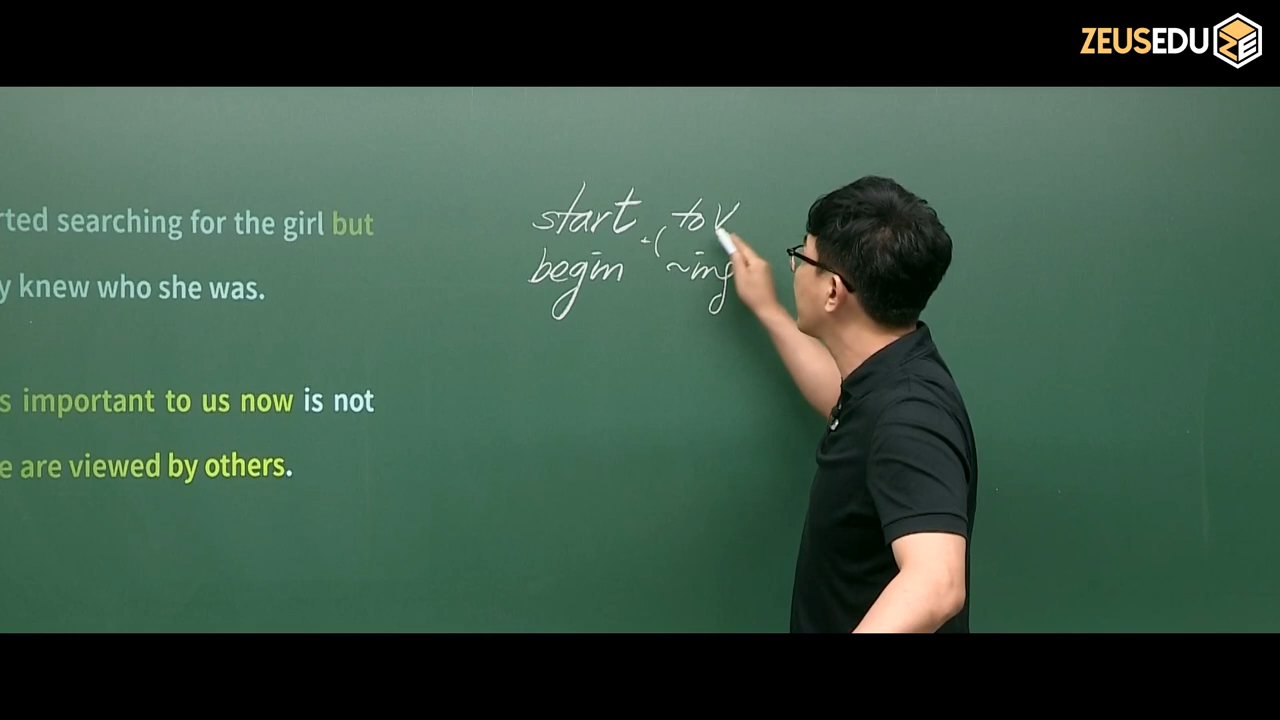 ZEUSEDU
rted searching for the girl but
y knew who she was.
s important to us now is not
e are viewed by others.
start + ( to V
begin ~ing